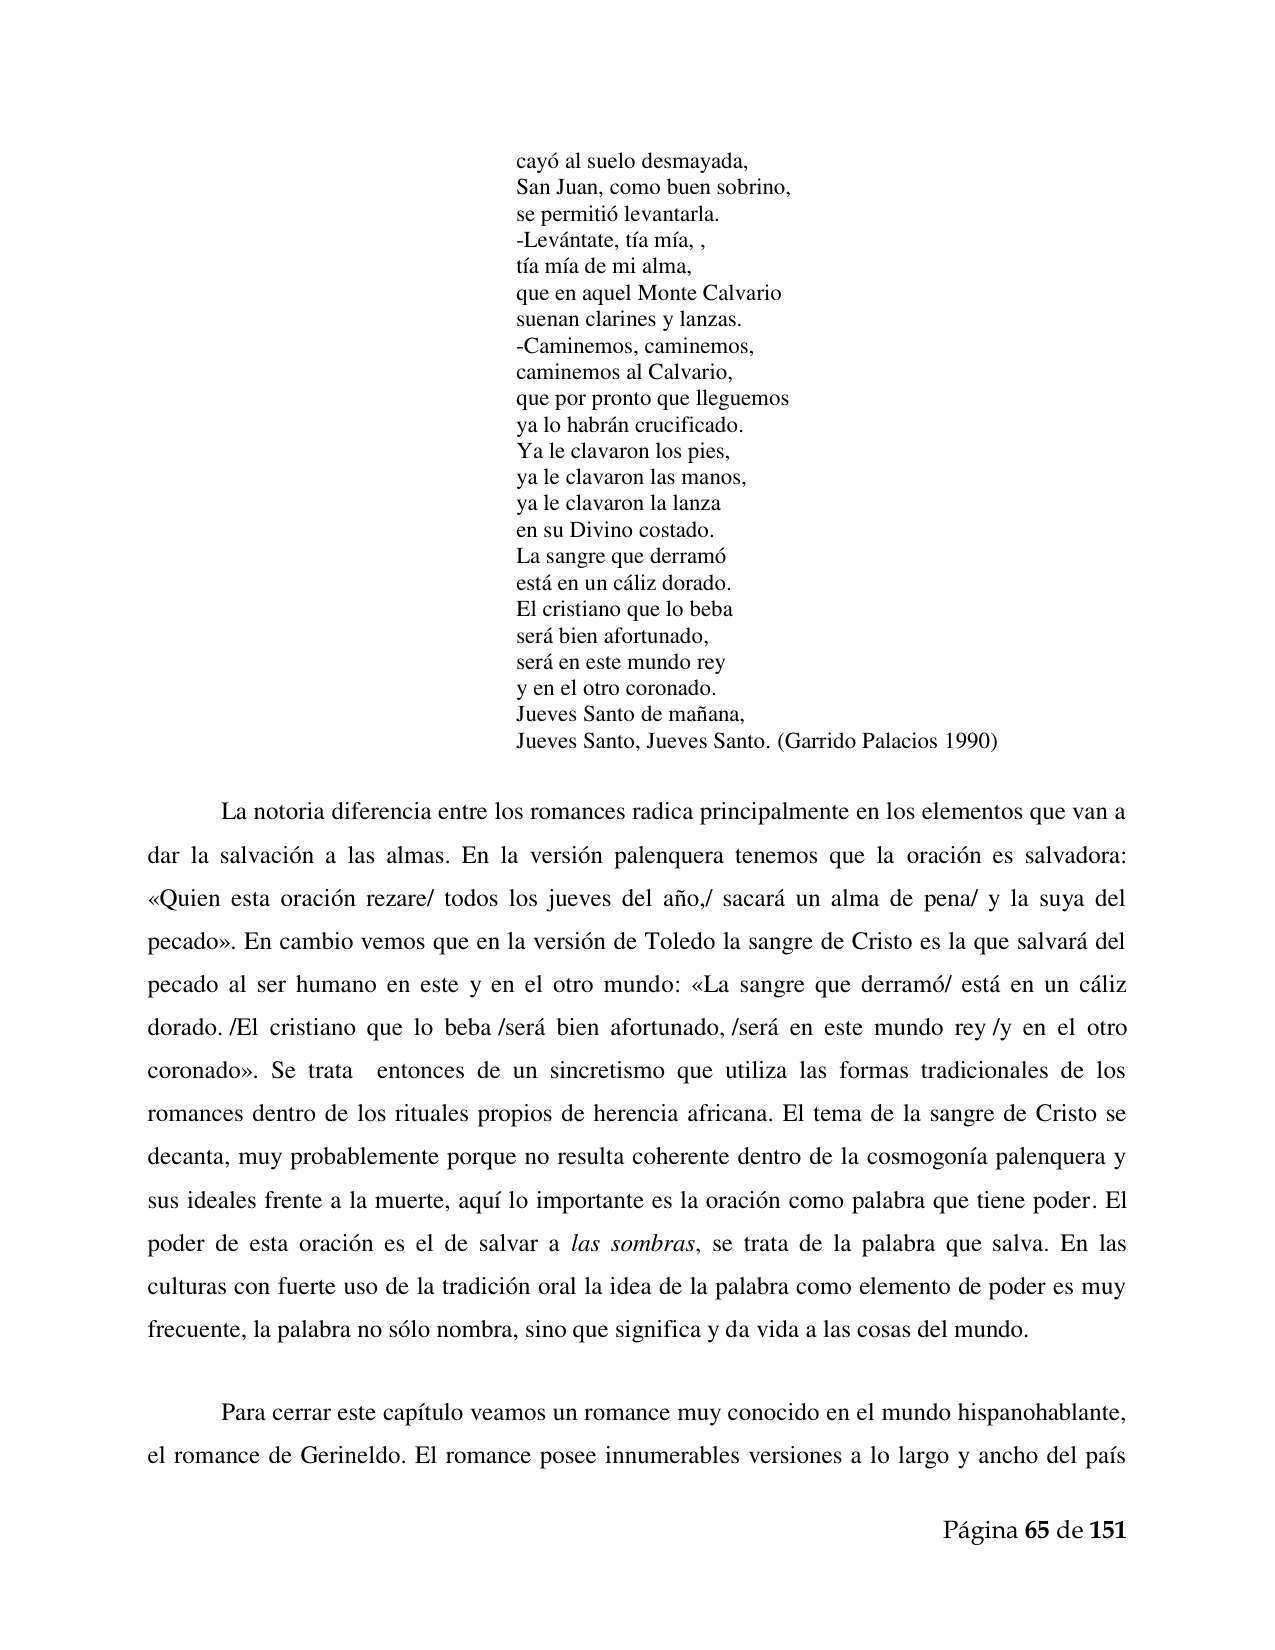 cayó al suelo desmayada,
San Juan, como buen sobrino,
se permitió levantarla.
-Levántate, tía mía, ,
tía mía de mi alma,
que en aquel Monte Calvario
suenan clarines y lanzas.
-Caminemos, caminemos,
caminemos al Calvario,
que por pronto que lleguemos
ya lo habrán crucificado.
Ya le clavaron los pies,
ya le clavaron las manos,
ya le clavaron la lanza
en su Divino costado.
La sangre que derramó
está en un cáliz dorado.
El cristiano que lo beba
será bien afortunado,
será en este mundo rey
y en el otro coronado.
Jueves Santo de mañana,
Jueves Santo, Jueves Santo. (Garrido Palacios 1990)
La notoria diferencia entre los romances radica principalmente en los elementos que van a
dar la salvación a las almas. En la versión palenquera tenemos que la oración es salvadora:
«Quien esta oración rezare/ todos los jueves del año,/ sacará un alma de pena/ y la suya del
pecado». En cambio vemos que en la versión de Toledo la sangre de Cristo es la que salvará del
pecado al ser humano en este y en el otro mundo: «La sangre que derramó/ está en un cáliz
dorado. /El cristiano que lo beba /será bien afortunado, /será en este mundo rey /y en el otro
coronado». Se trata entonces de un sincretismo que utiliza las formas tradicionales de los
romances dentro de los rituales propios de herencia africana. El tema de la sangre de Cristo se
decanta, muy probablemente porque no resulta coherente dentro de la cosmogonía palenquera y
sus ideales frente a la muerte, aquí lo importante es la oración como palabra que tiene poder. El
poder de esta oración es el de salvar a las sombras, se trata de la palabra que salva. En las
culturas con fuerte uso de la tradición oral la idea de la palabra como elemento de poder es muy
frecuente, la palabra no sólo nombra, sino que significa y da vida a las cosas del mundo.
Para cerrar este capítulo veamos un romance muy conocido en el mundo hispanohablante,
el romance de Gerineldo. El romance posee innumerables versiones a lo largo y ancho del país
Página 65 de 151